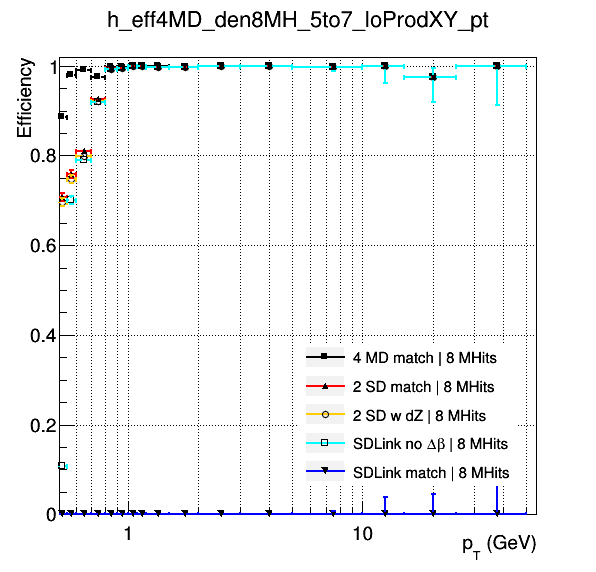 h_eff4MD_den8MH_5to7_loProdXY_pt
Efficiency
1
0.8
0.6
0.4
0.2
0
4 MD match | 8 MHits
2 SD match | 8 MHits
2 SD w dZ | 8 MHits
SDLink no Δβ | 8 MHits
SDLink match | 8 MHits
1
10
p_T (GeV)